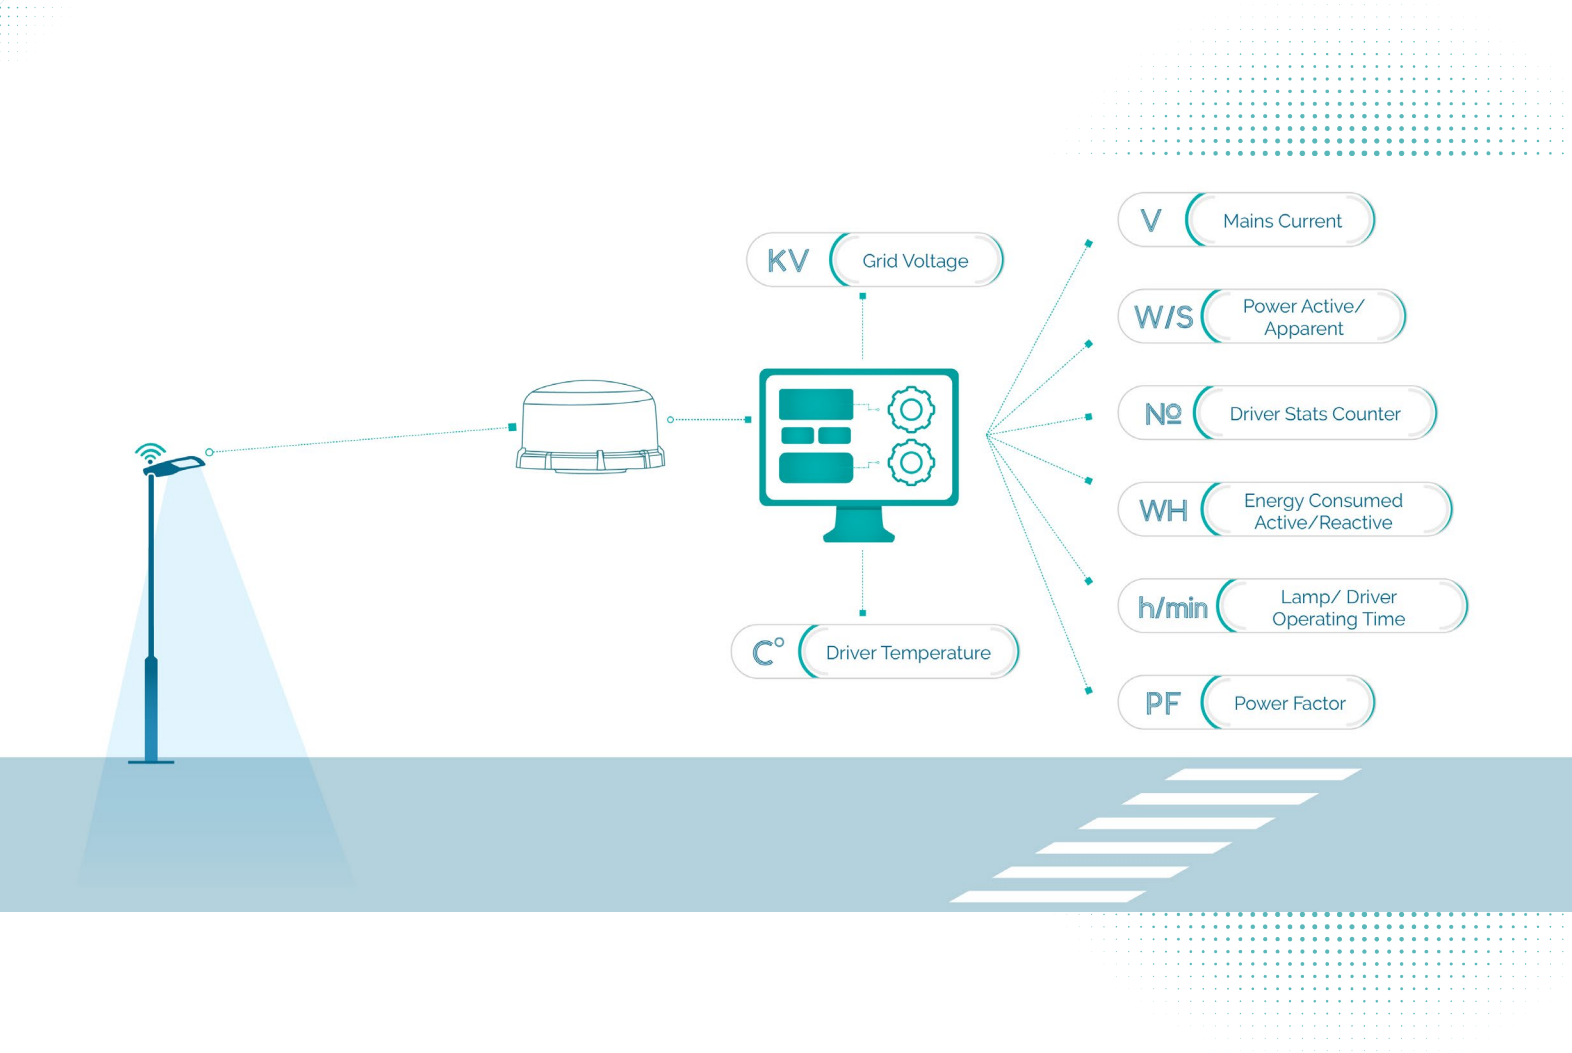 KV Grid Voltage
C° Driver Temperature
V Mains Current
W/S Power Active/
Apparent
Nº Driver Stats Counter
WH Energy Consumed
Active/Reactive
h/min Lamp/ Driver
Operating Time
PF Power Factor